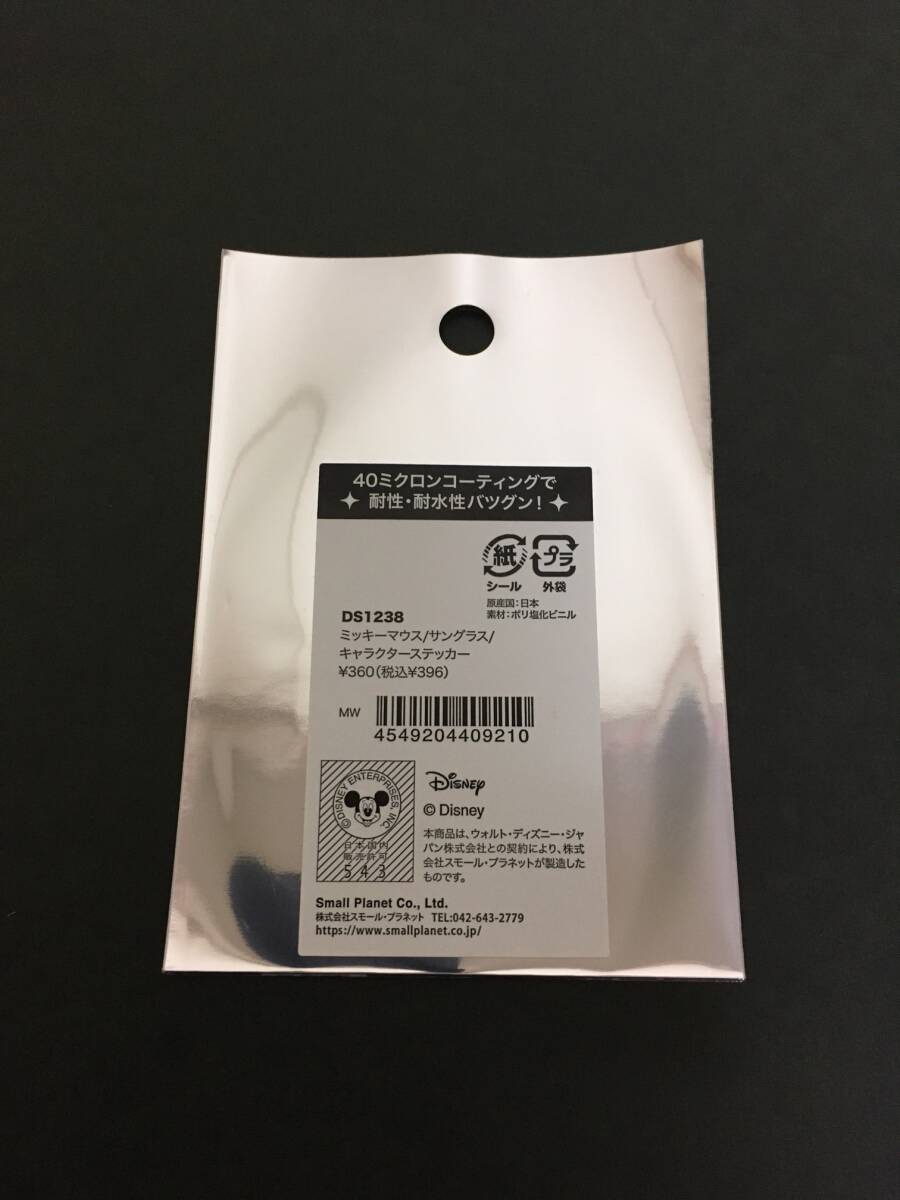 40ミクロンコーティングで
耐性・耐水性バツグン!
紙
プラ
シール
外袋
原産国:日本
素材:ポリ塩化ビニル
DS1238
ミッキーマウス/サングラス/
キャラクターステッカー
¥360(税込¥396)
MW
4549204409210
©DISNEY ENTERPRISES, INC.
日本国内
販売許可
543
Disney
© Disney
本商品は、ウォルト・ディズニー・ジャ
パン株式会社との契約により、株式
会社スモール・プラネットが製造した
ものです。
Small Planet Co., Ltd.
株式会社スモール・プラネット TEL:042-643-2779
https://www.smallplanet.co.jp/